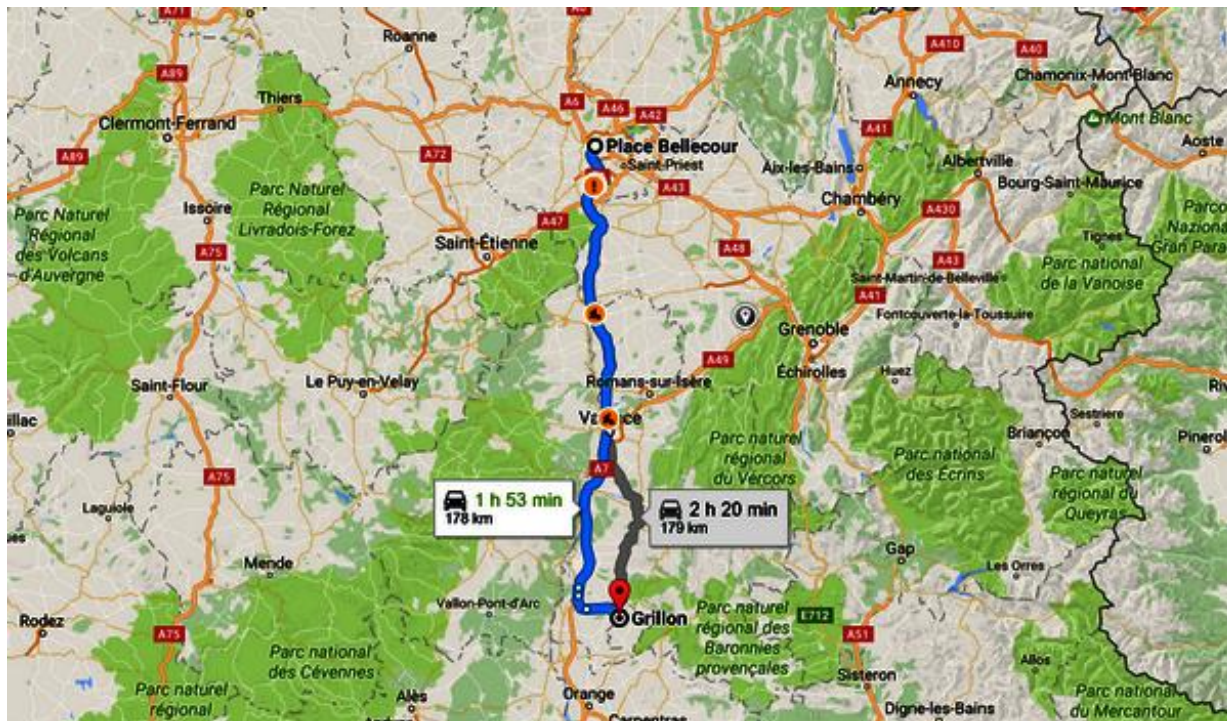 A71
Roanne
A6
A410
A40
A89
Thiers
A6
A46
A42
Annecy
Chamonix-Mont-Blanc
Clermont-Ferrand
Mont Blanc
A41
A72
Place Bellecour
Aoste
A89
Saint-Priest
Aix-les-Bains
Albertville
Bourg-Saint-Maurice
A43
Chambéry
Parc Naturel
Régional
Livradois-Forez
Issoire
A430
Parc Naturel
Régional
des Volcans
d'Auvergne
A47
Saint-Étienne
A48
Tignes
A75
A43
Saint-Martin-de-Belleville
Parc national
de la Vanoise
A41
Fontcouverte-la-Toussuire
Grenoble
A49
Échirolles
Huez
Saint-Flour
Le Puy-en-Velay
Romans-sur-Isère
Sestriere
Briançon
Parc naturel
régional
du Vercors
Parc national
des Écrins
A7
A75
Parc naturel
régional du
Queyras
1 h 53 min
178 km
2 h 20 min
179 km
Laguiole
Gap
Mende
Les Orres
Vallon-Pont-d'Arc
Grillon
Parc naturel
régional des
Baronnies
provençales
E712
Rodez
A75
A51
Parc national
des Cévennes
Sisteron
Allos
Parc naturel
régional
Alès
Orange
Carpentras
Digne-les-Bains
Parc national
du Mercantour